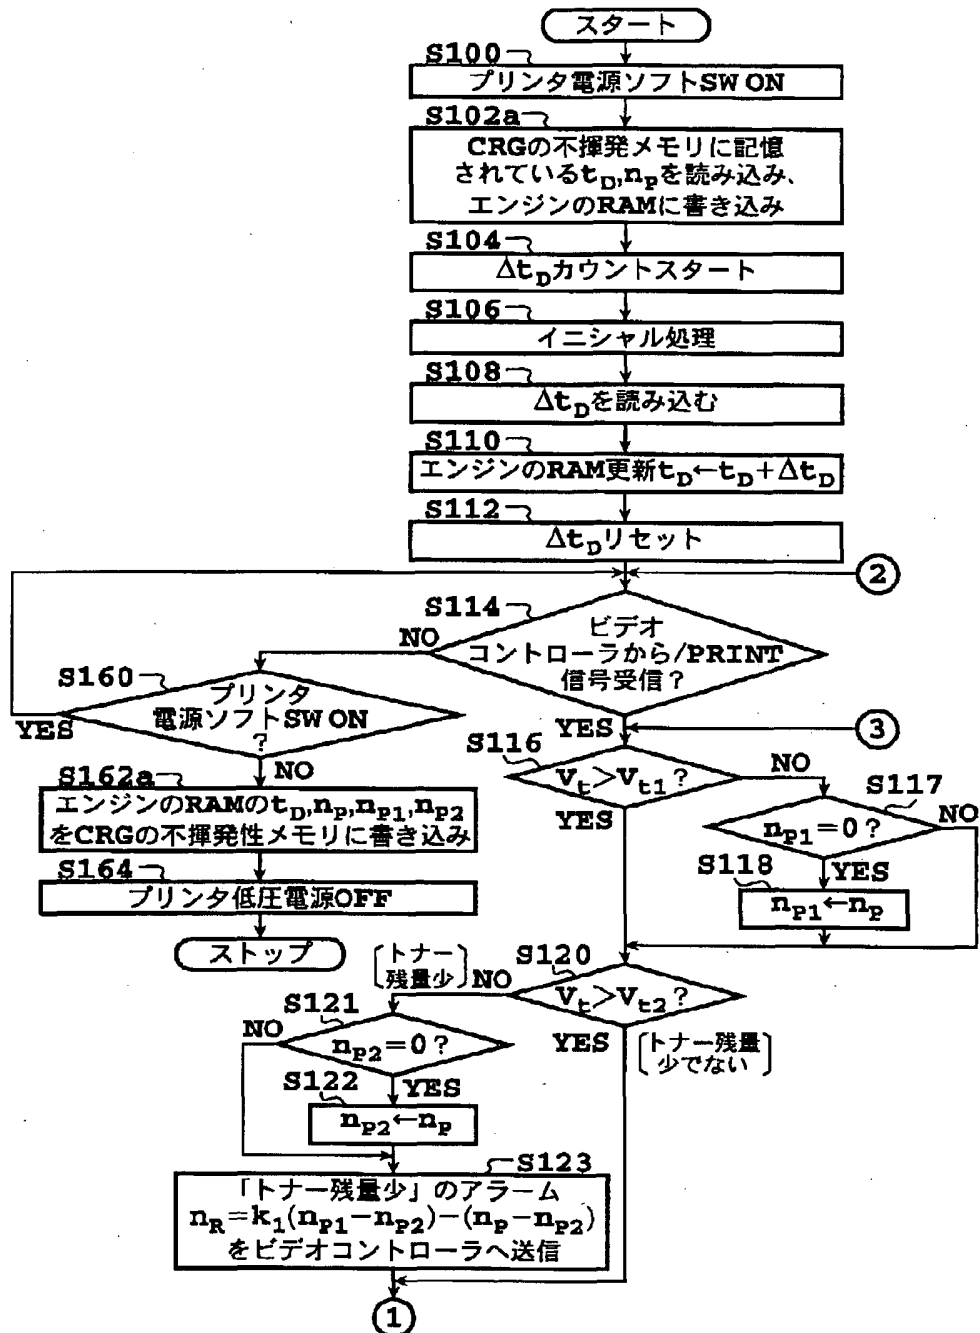 スタート
S100
プリンタ電源ソフトSW ON
S102a
CRGの不揮発メモリに記憶
されているtD,nPを読み込み、
エンジンのRAMに書き込み
S104
ΔtDカウントスタート
S106
イニシャル処理
S108
ΔtDを読み込む
S110
エンジンのRAM更新tD←tD+ΔtD
S112
ΔtDリセット
2
S114
ビデオ
コントローラから/PRINT
信号受信?
NO
YES
S160
プリンタ
電源ソフトSW ON
?
YES
NO
S162a
エンジンのRAMのtD,nP,nP1,nP2
をCRGの不揮発性メモリに書き込み
S164
プリンタ低圧電源OFF
ストップ
3
S116
Vt>Vt1?
NO
YES
S117
nP1=0?
NO
YES
S118
nP1←nP
S120
Vt>Vt2?
トナー
残量少
NO
YES
トナー残量
少でない
S121
nP2=0?
NO
YES
S122
nP2←nP
S123
「トナー残量少」のアラーム
nR=k1(nP1−nP2)−(nP−nP2)
をビデオコントローラへ送信
1